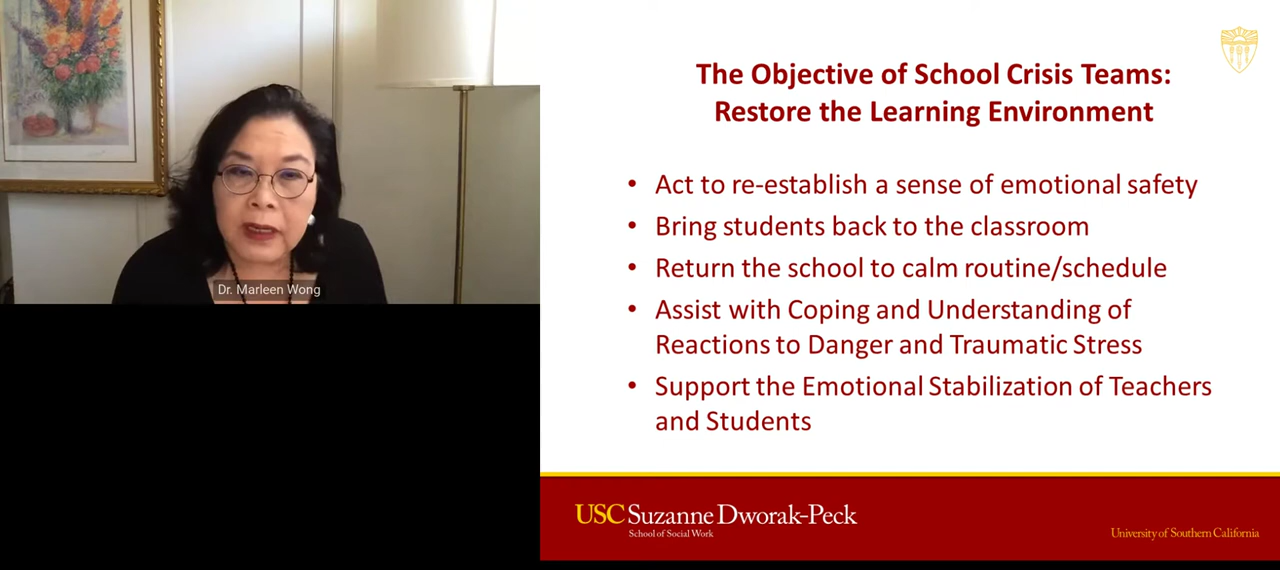 Dr. Marleen Wong
The Objective of School Crisis Teams:
Restore the Learning Environment
• Act to re-establish a sense of emotional safety
• Bring students back to the classroom
• Return the school to calm routine/schedule
• Assist with Coping and Understanding of
Reactions to Danger and Traumatic Stress
• Support the Emotional Stabilization of Teachers
and Students
USC Suzanne Dworak-Peck
School of Social Work
University of Southern California